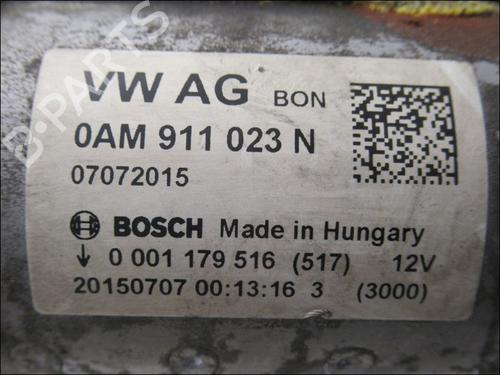 B-PARTS
VW AG BON
0AM 911 023 N
07072015
BOSCH Made in Hungary
↓ 0 001 179 516 (517) 12V
20150707 00:13:16 3 (3000)